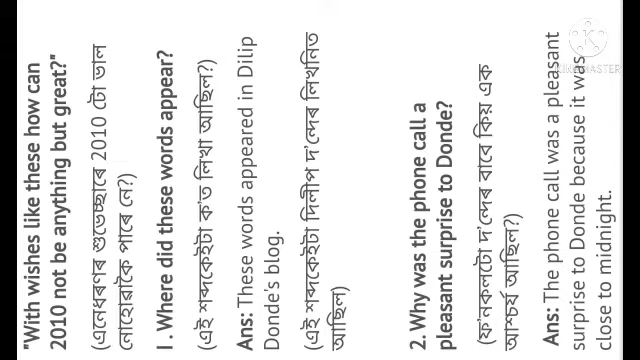 "With wishes like these how can
2010 not be anything but great?"
(এনেধৰণৰ শুভেচ্ছাৰে 2010 টো ভাল
নোহোৱাকৈ পাৰে নে?)
I . Where did these words appear?
(এই শব্দকেইটা ক'ত লিখা আছিল?)
Ans: These words appeared in Dilip
Donde's blog.
(এই শব্দকেইটা দিলীপ দ'ন্দেৰ লিখনিত
আছিল)
2. Why was the phone call a
pleasant surprise to Donde?
(ফ'নকলটো দ'ন্দেৰ বাবে কিয় এক
আশ্চৰ্য আছিল?)
Ans: The phone call was a pleasant
surprise to Donde because it was
close to midnight.
KINEMASTER